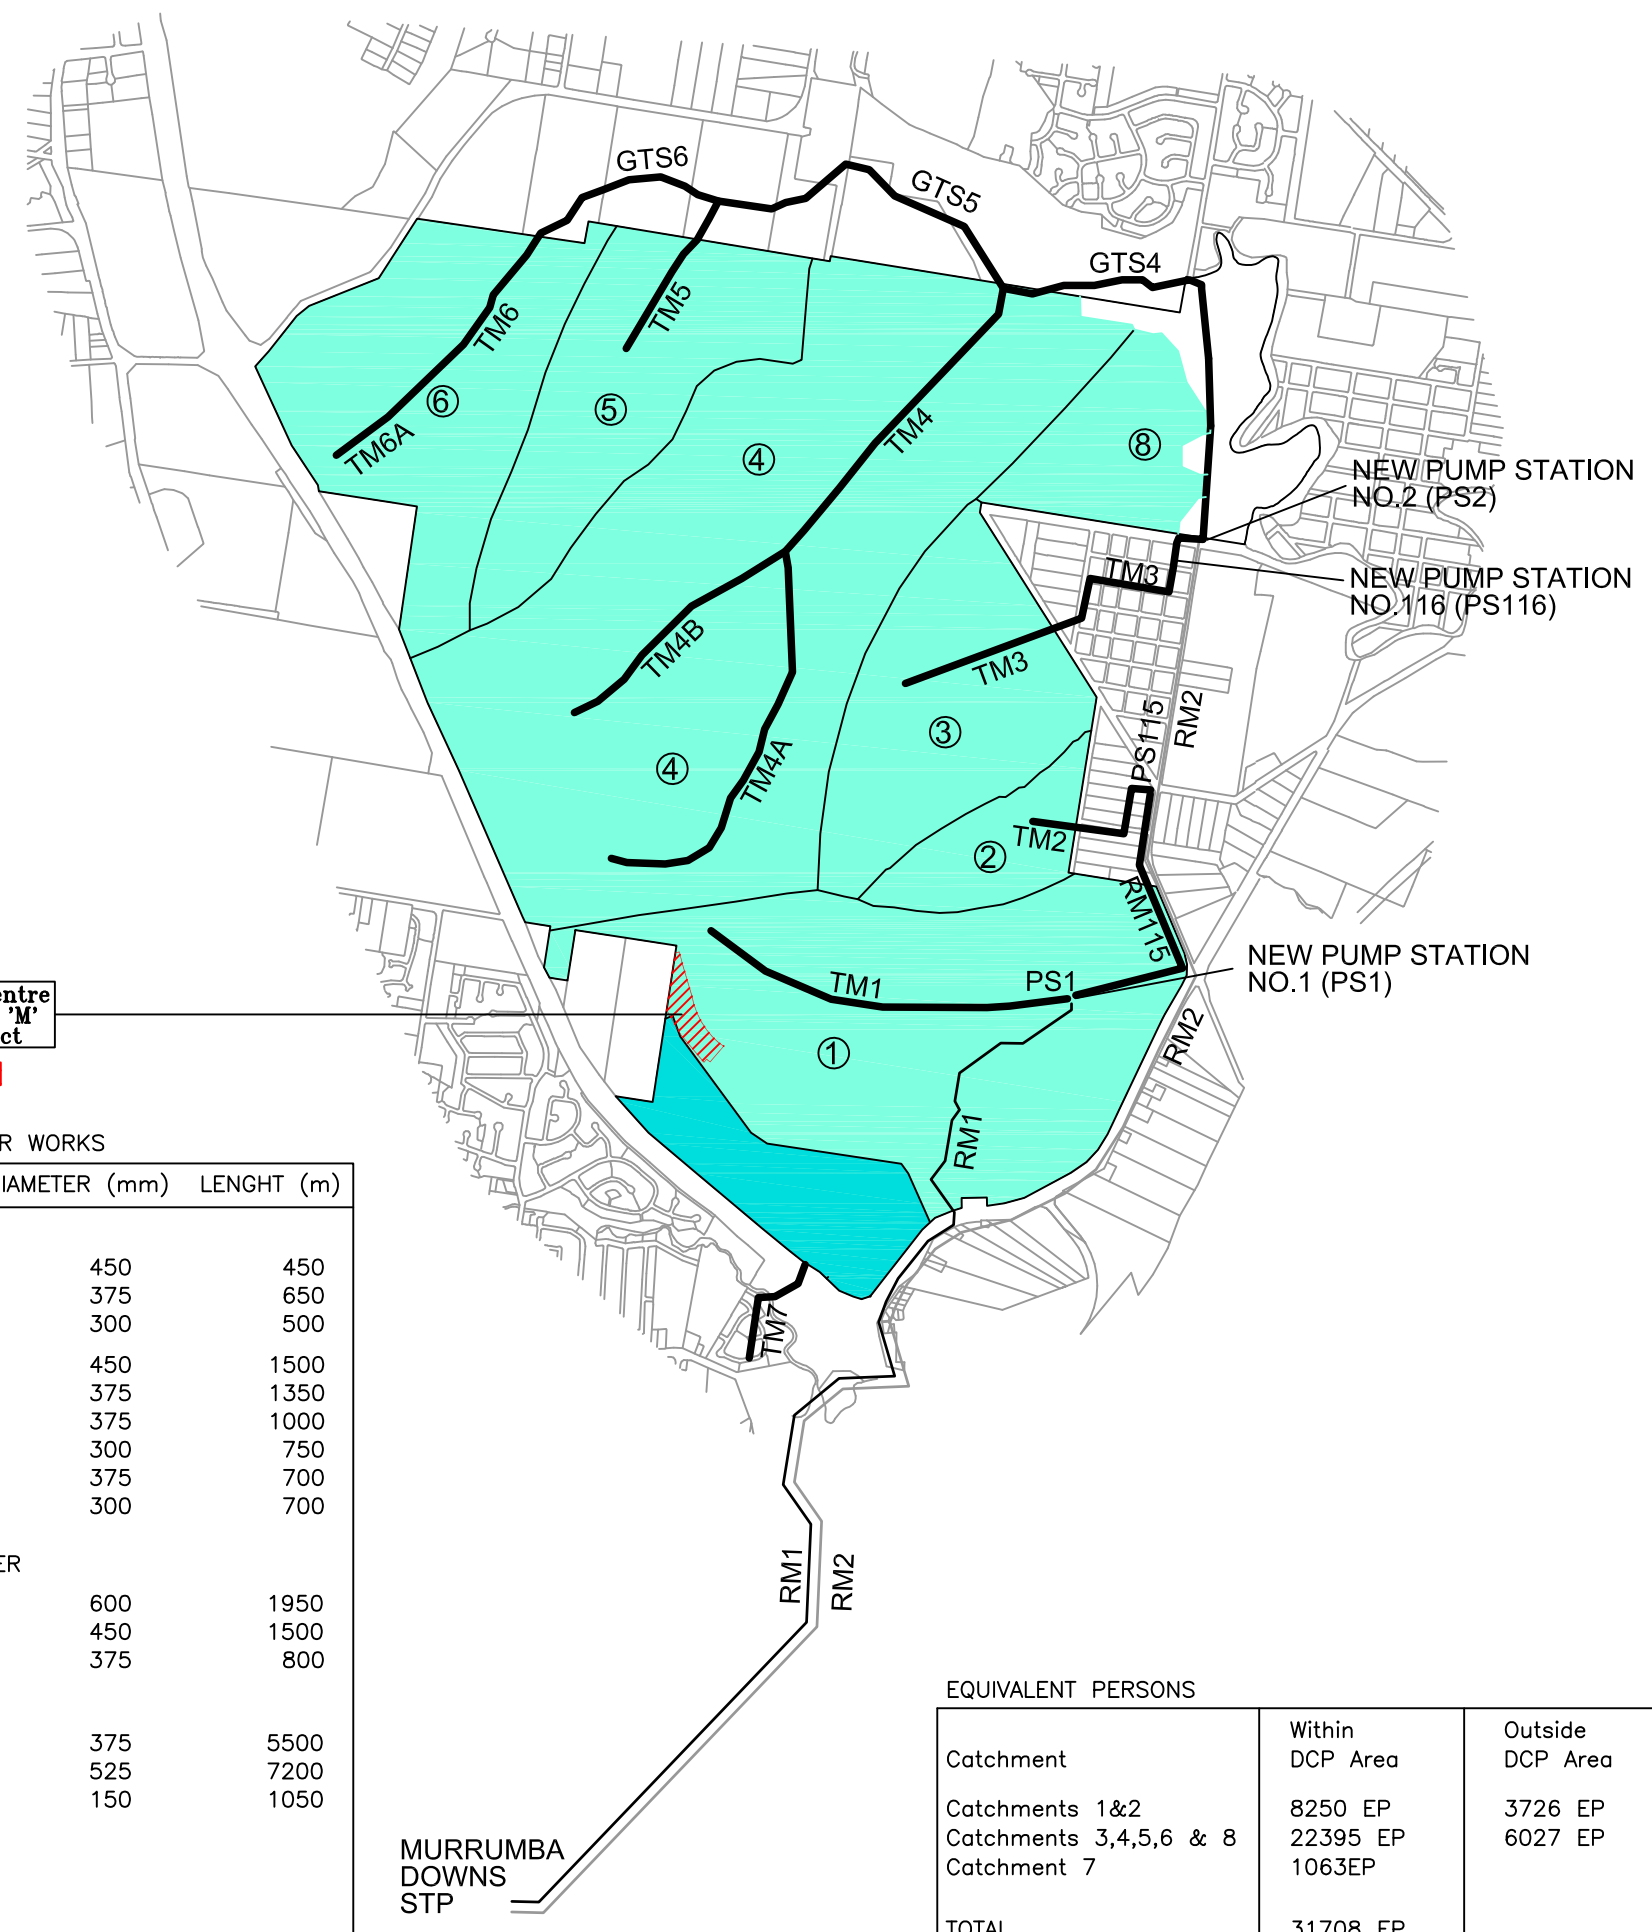 GTS6
GTS5
GTS4
TM6
TM5
TM6A
⑥
⑤
④
TM4
⑧
NEW PUMP STATION
NO.2 (PS2)
NEW PUMP STATION
NO.116 (PS116)
TM3
TM3
TM4B
TM4A
④
③
②
PS115
RM2
TM2
RM115
NEW PUMP STATION
NO.1 (PS1)
TM1
PS1
①
RM2
RM1
TM7
RM1
RM2
MURRUMBA
DOWNS
STP
entre
'M'
ct
R WORKS
IAMETER (mm) LENGHT (m)
450 450
375 650
300 500
450 1500
375 1350
375 1000
300 750
375 700
300 700
ER
600 1950
450 1500
375 800
375 5500
525 7200
150 1050
EQUIVALENT PERSONS
Within Outside
Catchment DCP Area DCP Area
Catchments 1&2 8250 EP 3726 EP
Catchments 3,4,5,6 & 8 22395 EP 6027 EP
Catchment 7 1063EP
TOTAL 31708 EP